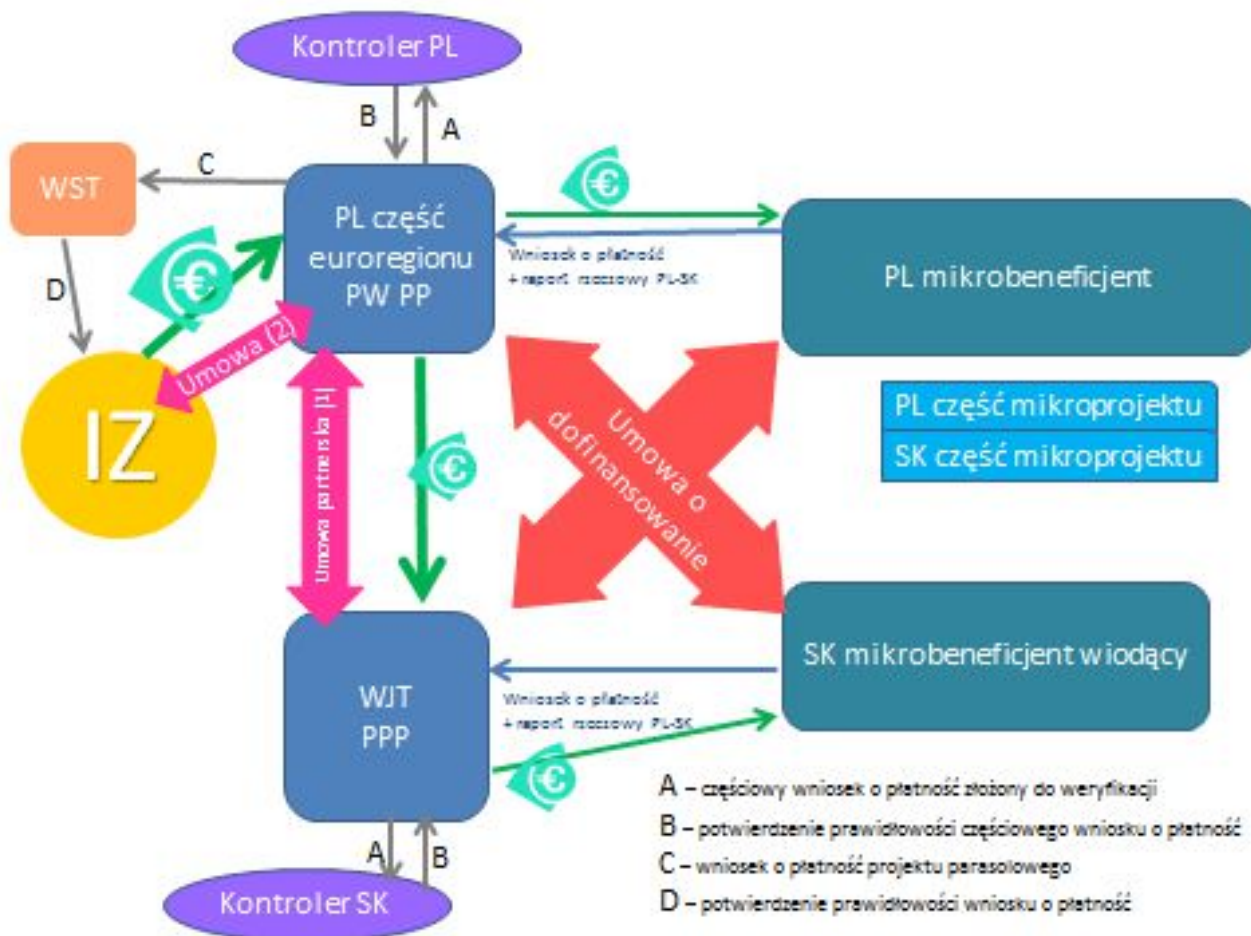 Kontroler PL
B
A
C
WST
D
PL część
euroregionu
PW PP
€
€
Wniosek o płatność
+ raport rzeczowy PL-SK
PL mikrobeneficjent
Umowa (2)
IZ
Umowa partnerska (1)
€
Umowa o
dofinansowanie
PL część mikroprojektu
SK część mikroprojektu
WJT
PPP
Wniosek o płatność
+ raport rzeczowy PL-SK
€
SK mikrobeneficjent wiodący
A
B
Kontroler SK
A – częściowy wniosek o płatność złożony do weryfikacji
B – potwierdzenie prawidłowości częściowego wniosku o płatność
C – wniosek o płatność projektu parasolowego
D – potwierdzenie prawidłowości wniosku o płatność